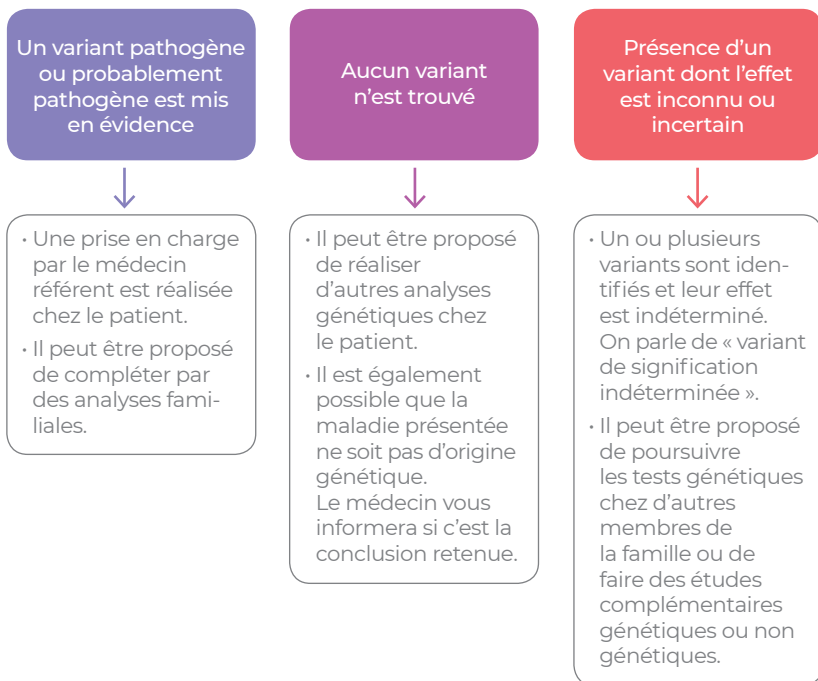 Un variant pathogène
ou probablement
pathogène est mis
en évidence
· Une prise en charge
par le médecin
référent est réalisée
chez le patient.
· Il peut être proposé
de compléter par
des analyses fami-
liales.
Aucun variant
n’est trouvé
· Il peut être proposé
de réaliser
d’autres analyses
génétiques chez
le patient.
· Il est également
possible que la
maladie présentée
ne soit pas d’origine
génétique.
Le médecin vous
informera si c’est la
conclusion retenue.
Présence d’un
variant dont l’effet
est inconnu ou
incertain
· Un ou plusieurs
variants sont iden-
tifiés et leur effet
est indéterminé.
On parle de « variant
de signification
indéterminée ».
· Il peut être proposé
de poursuivre
les tests génétiques
chez d’autres
membres de
la famille ou de
faire des études
complémentaires
génétiques ou non
génétiques.